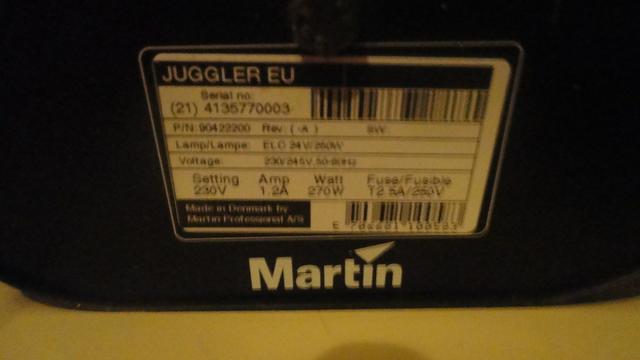 JUGGLER EU
Serial no:
(21) 4135770003
P/N: 90422200 Rev: ( -A ) SW:
Lamp/Lampe: ELC 24V/250W
Voltage: 230/245V, 50-60Hz
Setting Amp Watt Fuse/Fusible
230V 1.2A 270W T2.5A/250V
Made in Denmark by
Martin Professional A/S
Martin